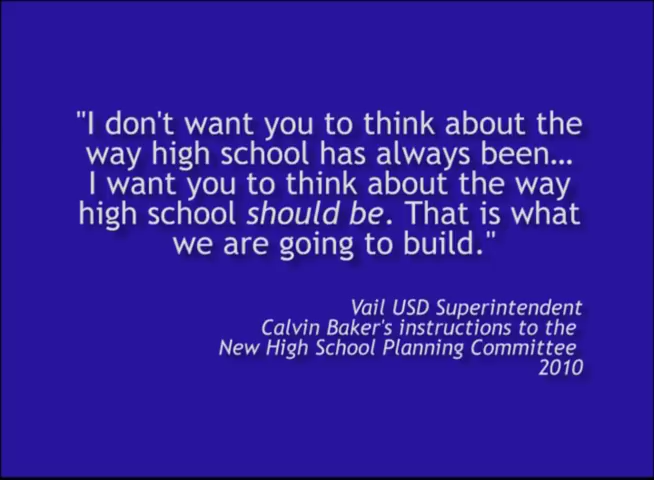 "I don't want you to think about the
way high school has always been...
I want you to think about the way
high school should be. That is what
we are going to build."
Vail USD Superintendent
Calvin Baker's instructions to the
New High School Planning Committee
2010